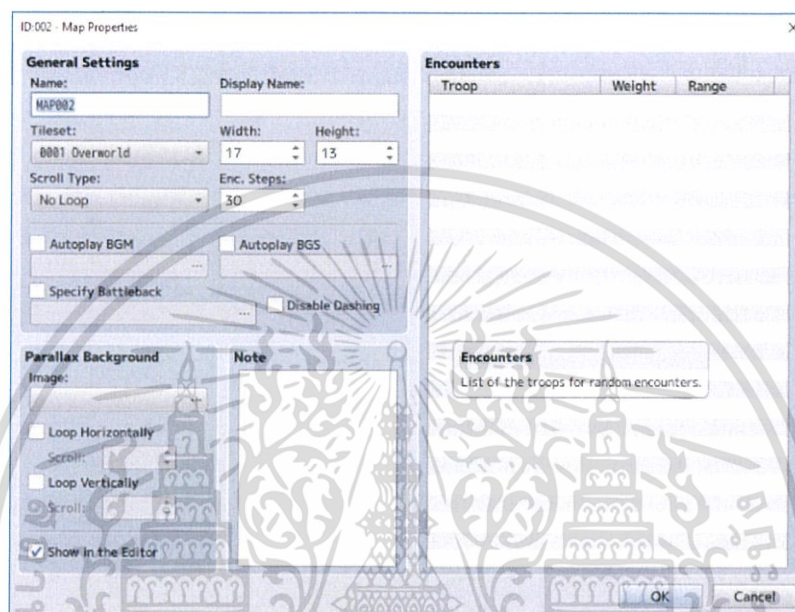 ID:002 - Map Properties
General Settings
Name:
Display Name:
MAP002
Tileset:
Width:
Height:
0001 Overworld
17
13
Scroll Type:
Enc. Steps:
No Loop
30
Autoplay BGM
Autoplay BGS
...
...
Specify Battleback
...
Disable Dashing
Parallax Background
Image:
...
Loop Horizontally
Scroll:
Loop Vertically
Scroll:
Show in the Editor
Note
Encounters
Troop
Weight
Range
Encounters
List of the troops for random encounters.
OK
Cancel